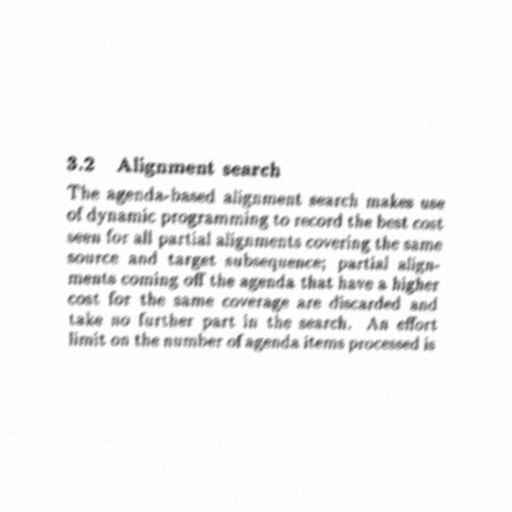 3.2 Alignment search
The agenda-based alignment search makes use
of dynamic programming to record the best cost
seen for all partial alignments covering the same
source and target subsequence; partial align-
ments coming off the agenda that have a higher
cost for the same coverage are discarded and
take no further part in the search. An effort
limit on the number of agenda items processed is